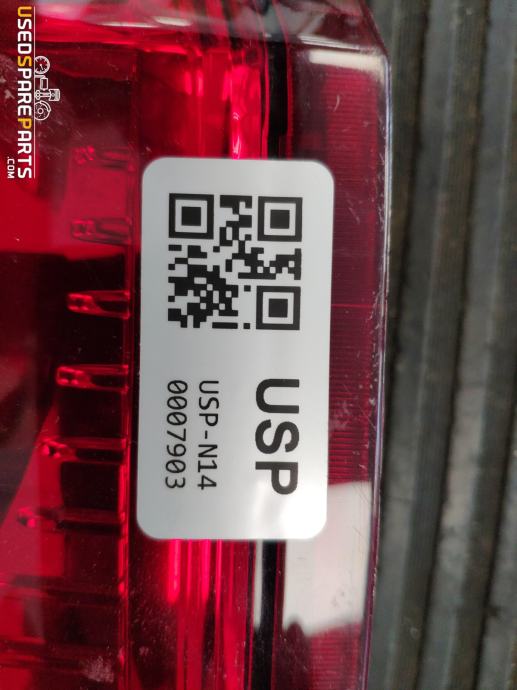 USEDSPAREPARTS
.COM
USP
USP-N14
0007903